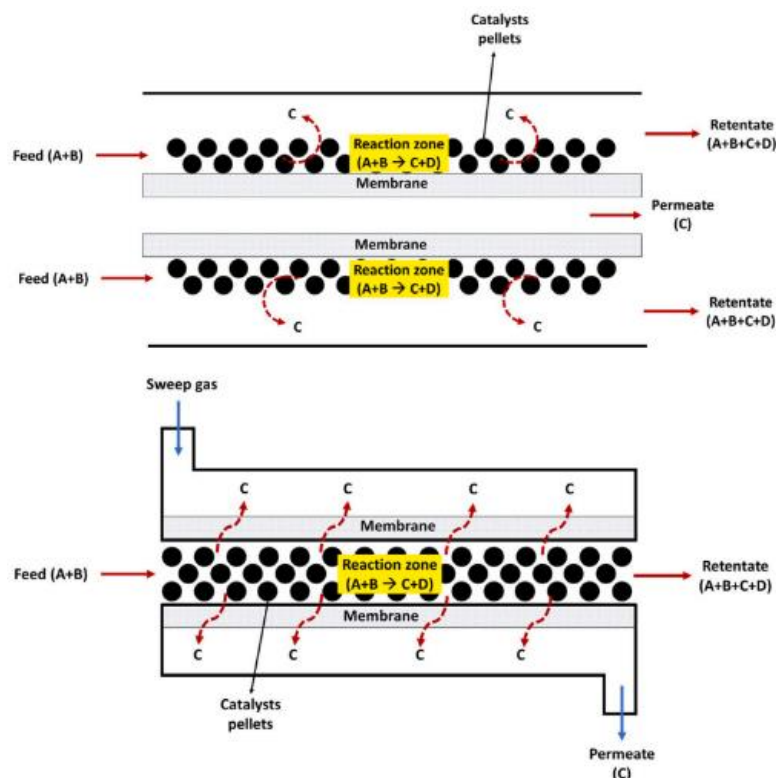 Catalysts
pellets
C
C
Feed (A+B)
Reaction zone
(A+B → C+D)
Retentate
(A+B+C+D)
Membrane
Permeate
(C)
Membrane
Feed (A+B)
Reaction zone
(A+B → C+D)
C
C
Retentate
(A+B+C+D)
Sweep gas
C
C
C
C
Membrane
Feed (A+B)
Reaction zone
(A+B → C+D)
Retentate
(A+B+C+D)
Membrane
C
C
C
C
Catalysts
pellets
Permeate
(C)